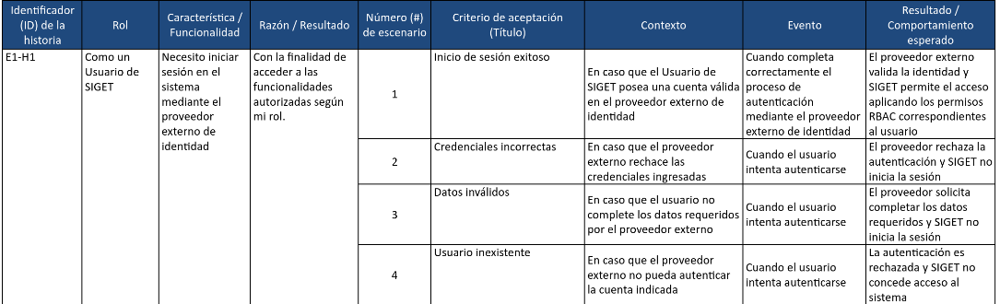 Identificador
(ID) de la
historia
Rol
Característica /
Funcionalidad
Razón / Resultado
Número (#)
de escenario
Criterio de aceptación
(Título)
Contexto
Evento
Resultado /
Comportamiento
esperado
E1-H1
Como un
Usuario de
SIGET
Necesito iniciar
sesión en el
sistema
mediante el
proveedor
externo de
identidad
Con la finalidad de
acceder a las
funcionalidades
autorizadas según
mi rol.
1
Inicio de sesión exitoso
En caso que el Usuario de
SIGET posea una cuenta válida
en el proveedor externo de
identidad
Cuando completa
correctamente el
proceso de
autenticación
mediante el proveedor
externo de identidad
El proveedor externo
valida la identidad y
SIGET permite el acceso
aplicando los permisos
RBAC correspondientes
al usuario
2
Credenciales incorrectas
En caso que el proveedor
externo rechace las
credenciales ingresadas
Cuando el usuario
intenta autenticarse
El proveedor rechaza la
autenticación y SIGET no
inicia la sesión
3
Datos inválidos
En caso que el usuario no
complete los datos requeridos
por el proveedor externo
Cuando el usuario
intenta autenticarse
El proveedor solicita
completar los datos
requeridos y SIGET no
inicia la sesión
4
Usuario inexistente
En caso que el proveedor
externo no pueda autenticar
la cuenta indicada
Cuando el usuario
intenta autenticarse
La autenticación es
rechazada y SIGET no
concede acceso al
sistema